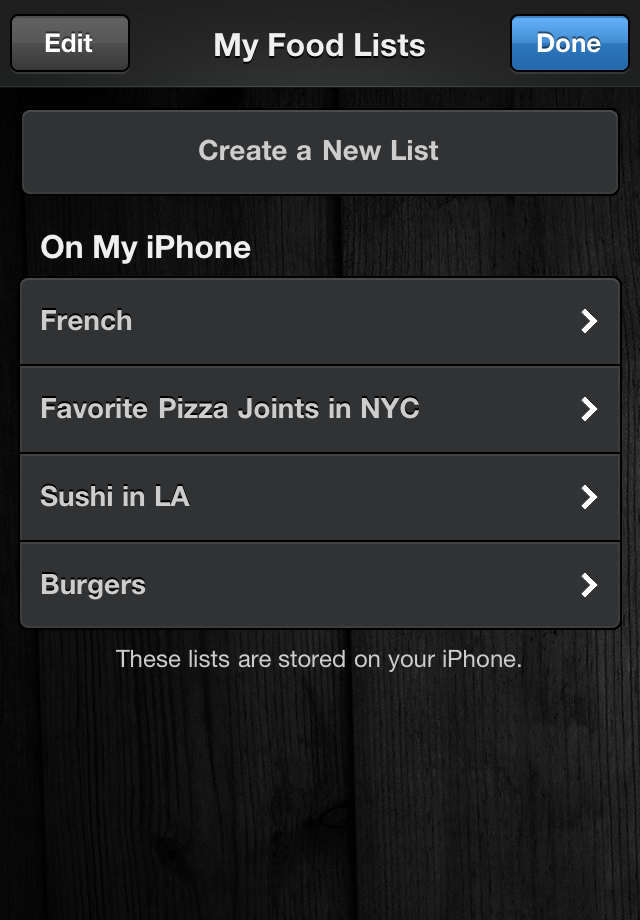 Edit
My Food Lists
Done
Create a New List
On My iPhone
French
Favorite Pizza Joints in NYC
Sushi in LA
Burgers
These lists are stored on your iPhone.